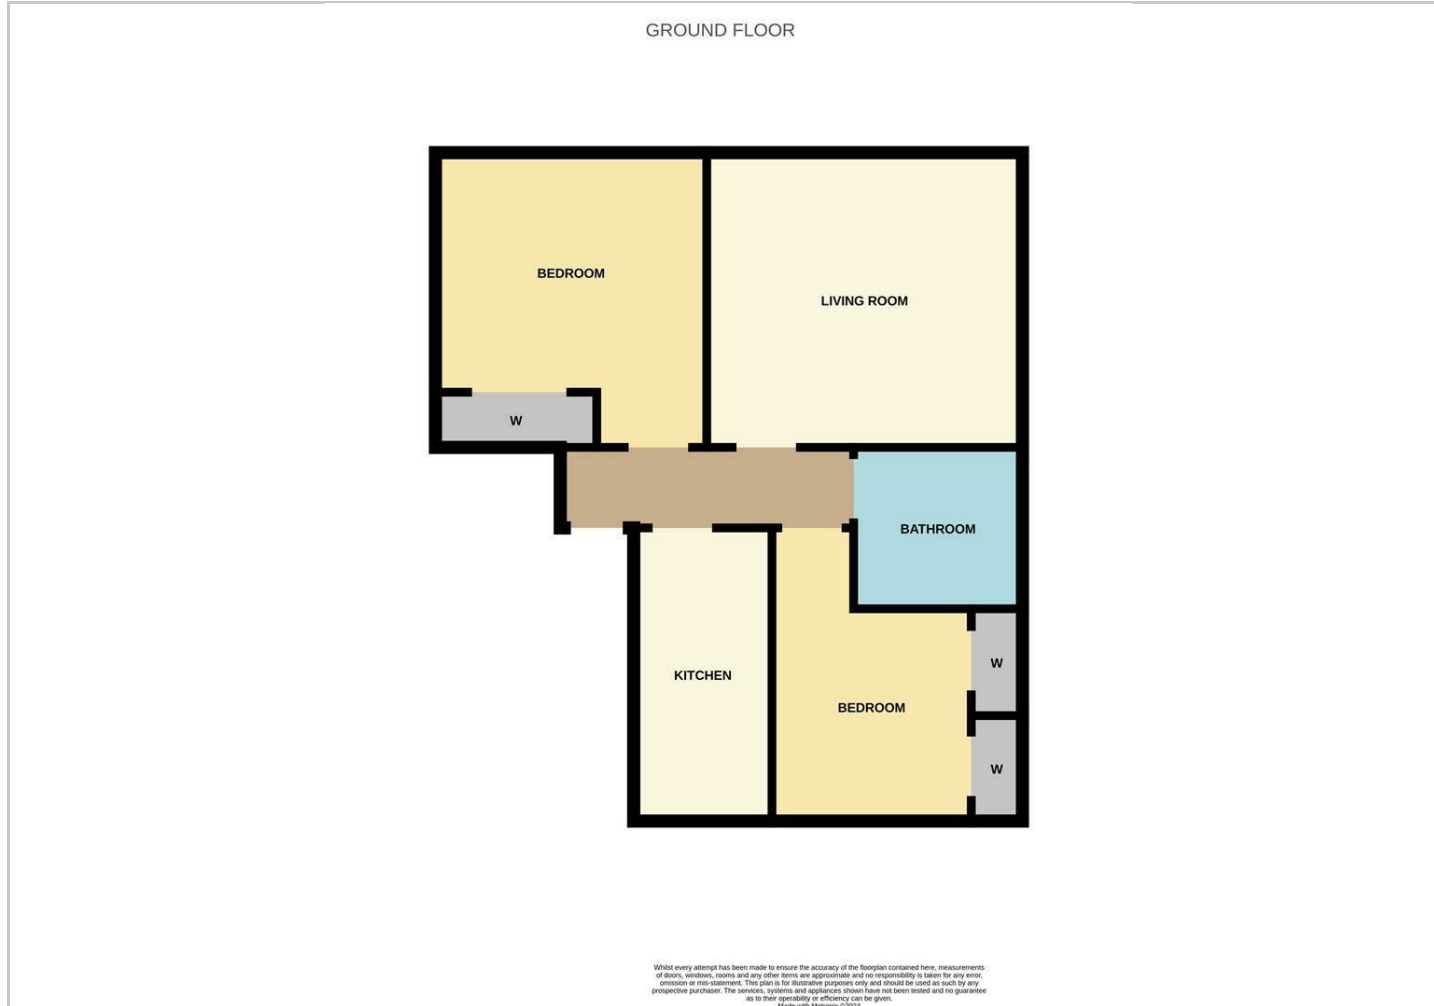 GROUND FLOOR
BEDROOM
LIVING ROOM
W
BATHROOM
W
KITCHEN
BEDROOM
W
Whilst every attempt has been made to ensure the accuracy of the floorplan contained here, measurements
of doors, windows, rooms and any other items are approximate and no responsibility is taken for any error,
omission or mis-statement. This plan is for illustrative purposes only and should be used as such by any
prospective purchaser. The services, systems and appliances shown have not been tested and no guarantee
as to their operability or efficiency can be given.
Made with Metropix ©2024